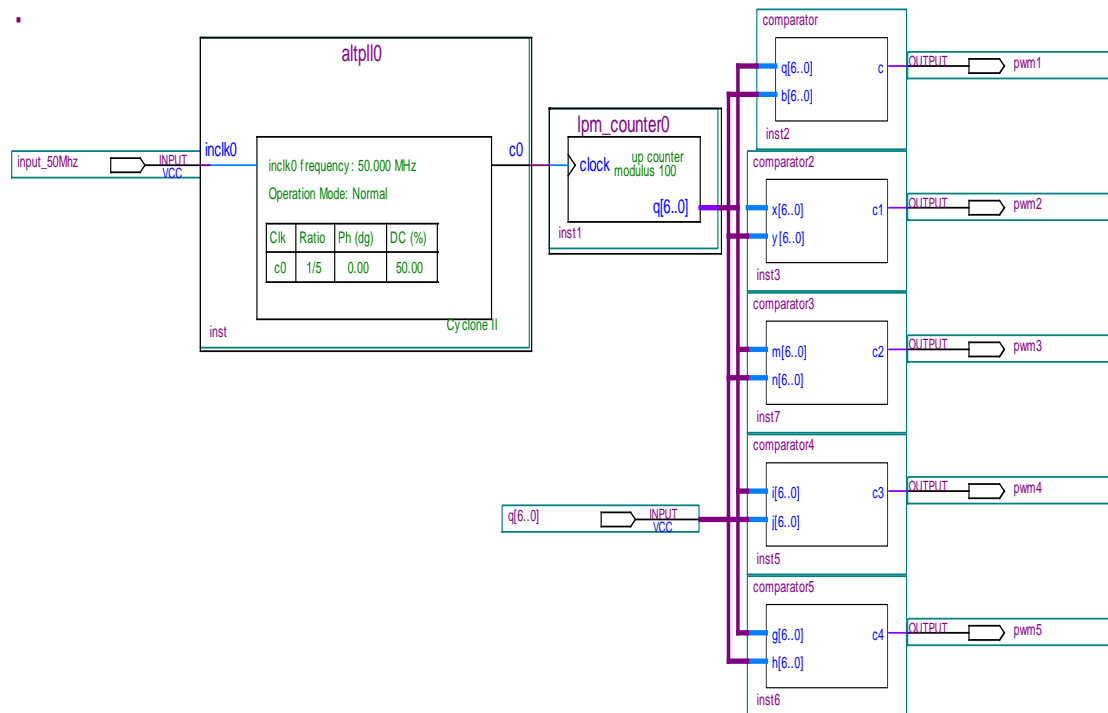 altpll0
input_50Mhz
INPUT
VCC
inclk0
c0
inclk0 frequency: 50.000 MHz
Operation Mode: Normal
Clk Ratio Ph (dg) DC (%)
c0 1/5 0.00 50.00
inst
Cyclone II
lpm_counter0
clock
up counter
modulus 100
q[6..0]
inst1
q[6..0]
INPUT
VCC
comparator
q[6..0] c
b[6..0]
inst2
OUTPUT
pwm1
comparator2
x[6..0] c1
y[6..0]
inst3
OUTPUT
pwm2
comparator3
m[6..0] c2
n[6..0]
inst7
OUTPUT
pwm3
comparator4
i[6..0] c3
j[6..0]
inst5
OUTPUT
pwm4
comparator5
g[6..0] c4
h[6..0]
inst6
OUTPUT
pwm5